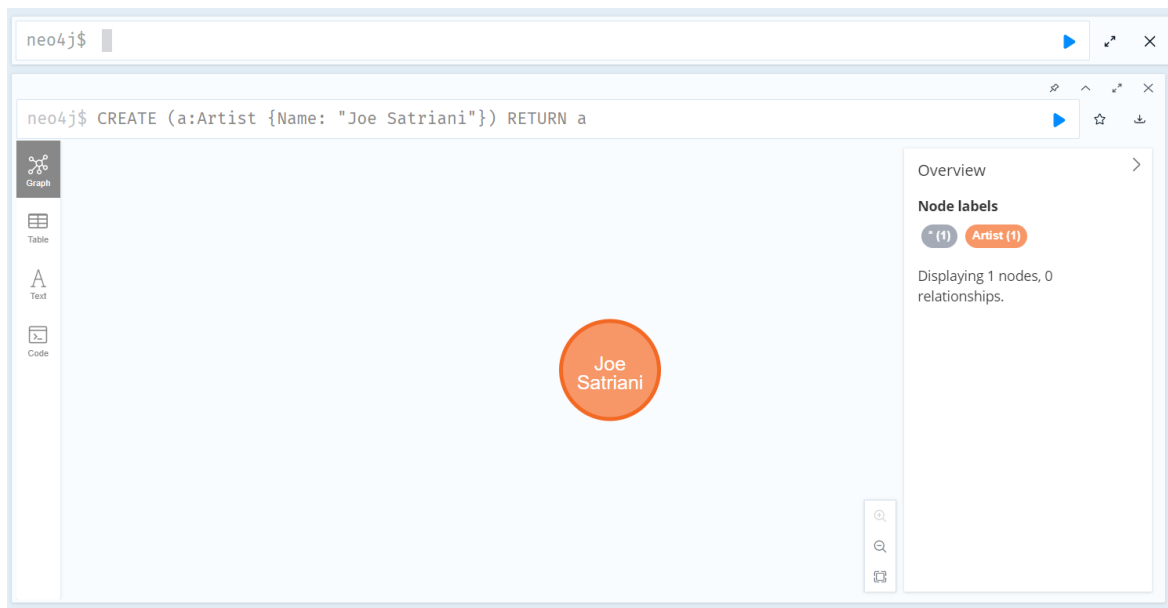 neo4j$
neo4j$ CREATE (a:Artist {Name: "Joe Satriani"}) RETURN a
Graph
Table
A
Text
Code
Overview
Node labels
* (1) Artist (1)
Displaying 1 nodes, 0
relationships.
Joe
Satriani